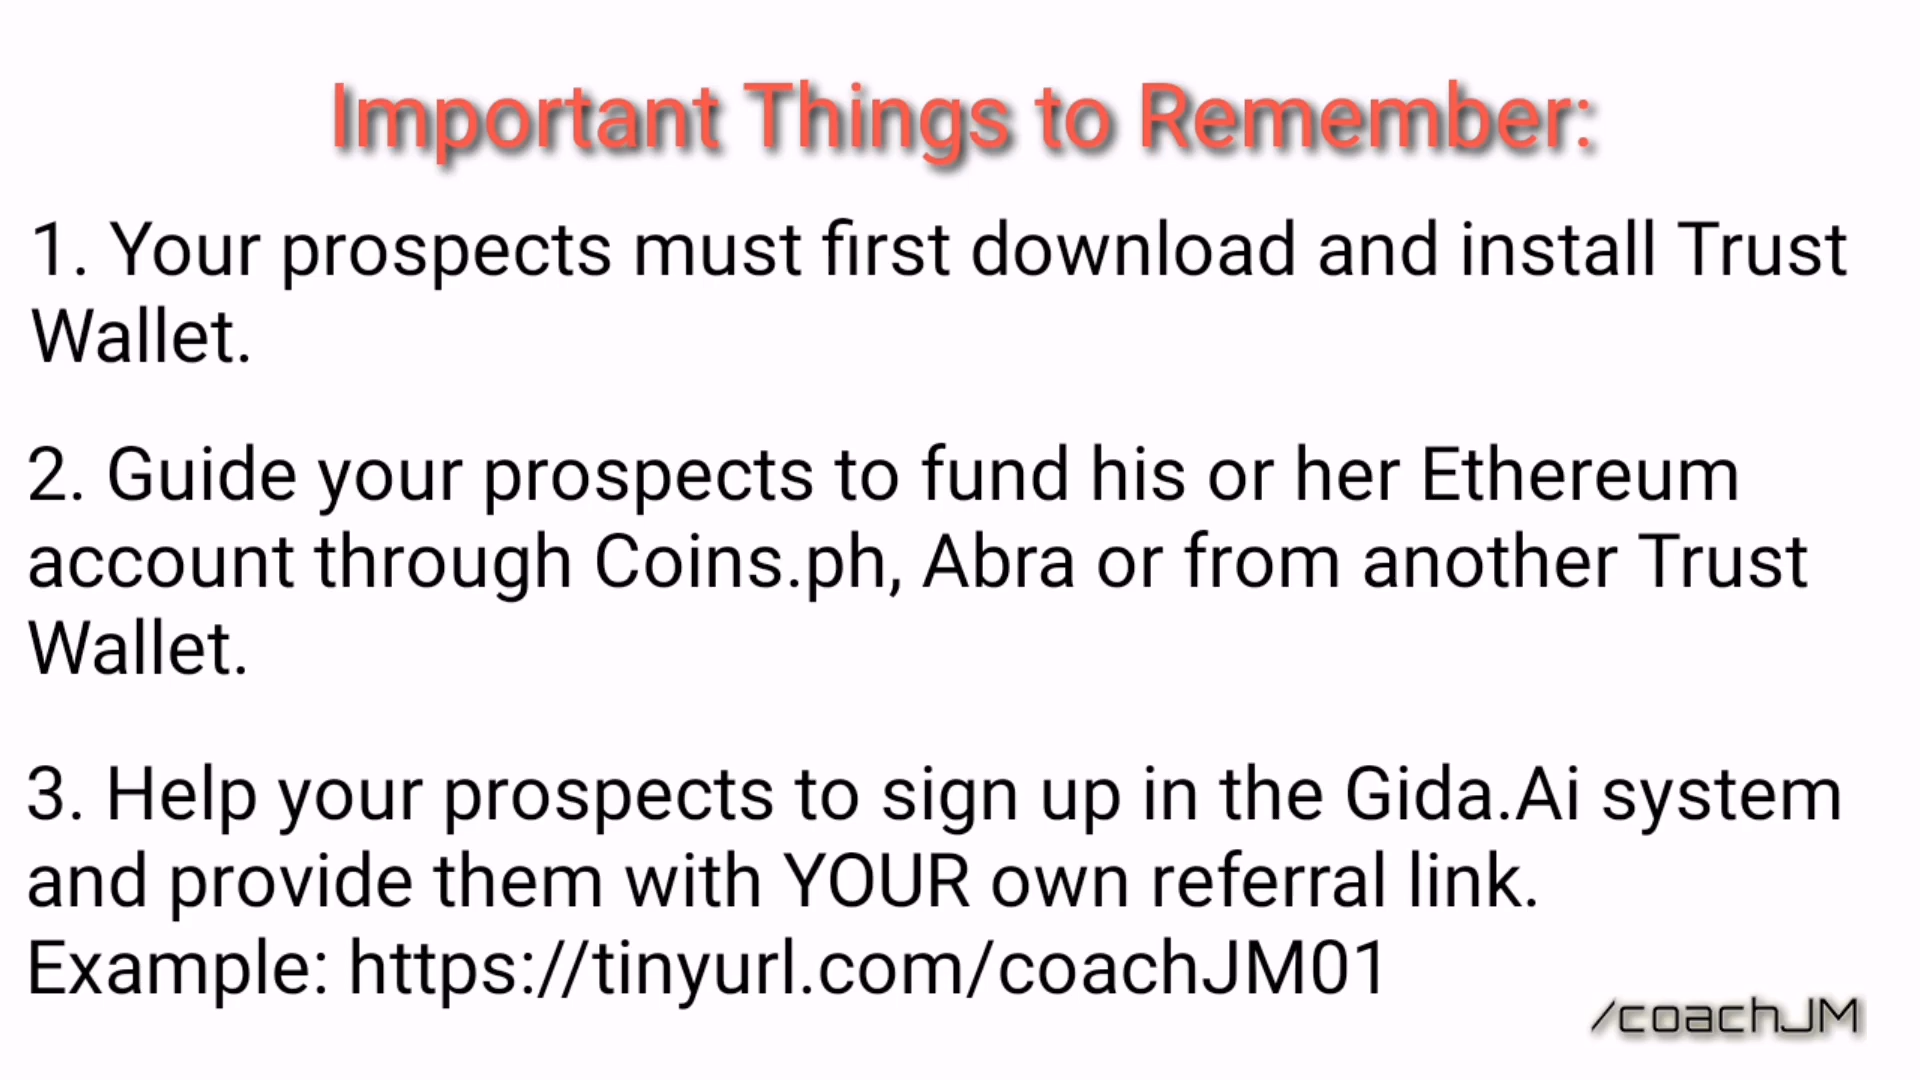 Important Things to Remember:
1. Your prospects must first download and install Trust
Wallet.
2. Guide your prospects to fund his or her Ethereum
account through Coins.ph, Abra or from another Trust
Wallet.
3. Help your prospects to sign up in the Gida.Ai system
and provide them with YOUR own referral link.
Example: https://tinyurl.com/coachJM01
/coachJM